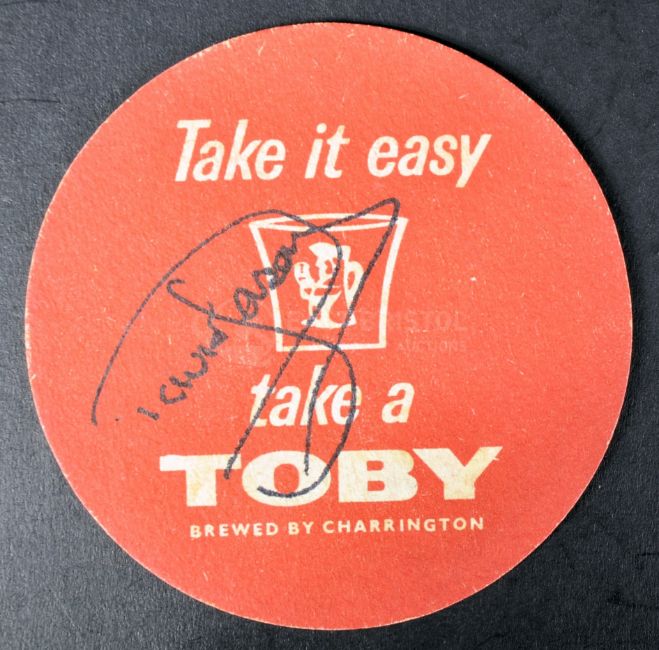 Take it easy
take a
TOBY
BREWED BY CHARRINGTON